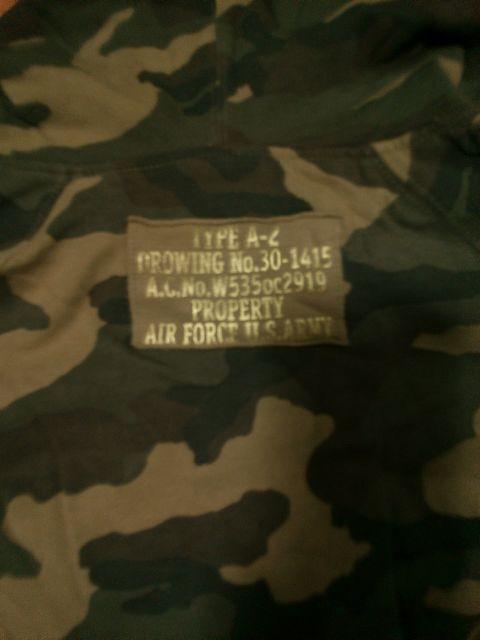 TYPE A-2
DROWING No.30-1415
A.C.No.W535oc2919
PROPERTY
AIR FORCE U.S.ARMY